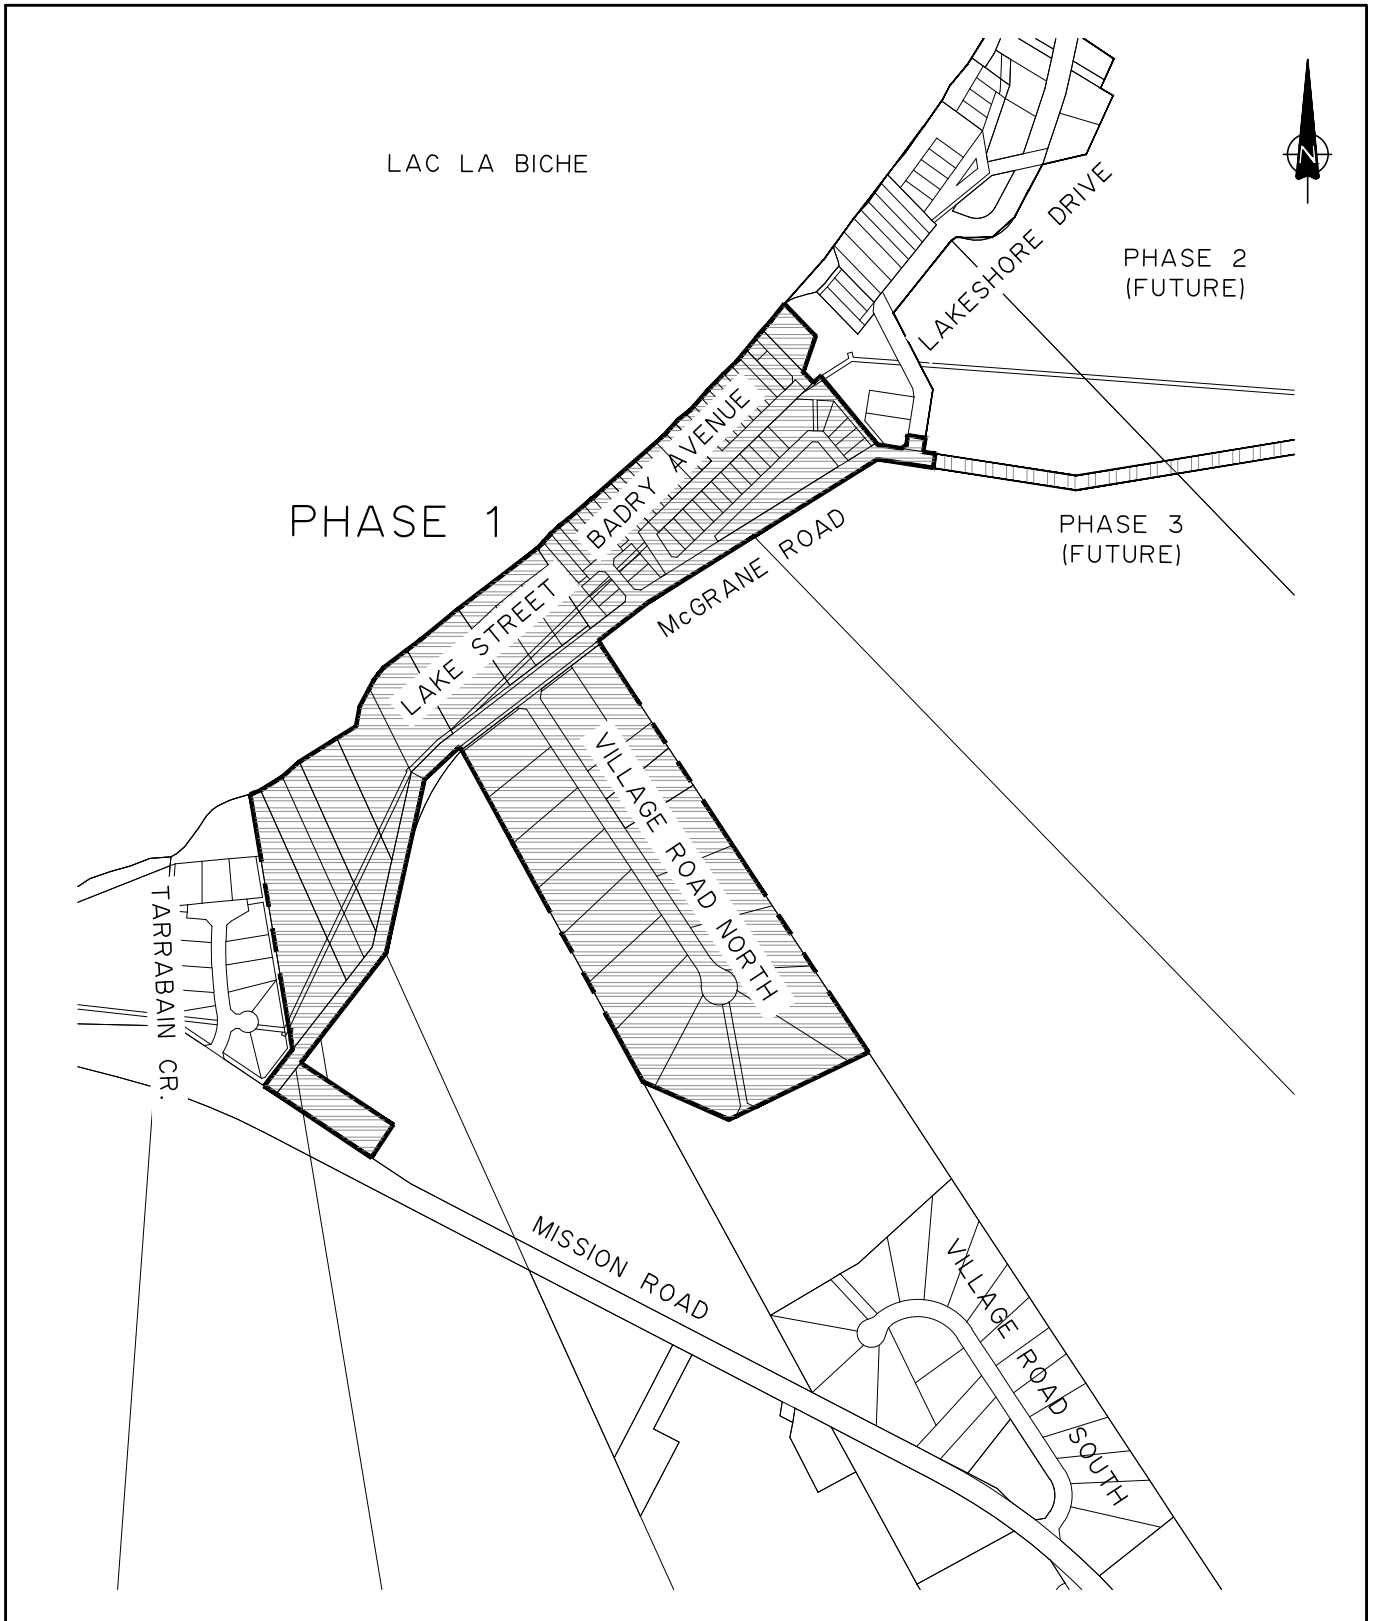 LAC LA BICHE
N
LAKESHORE DRIVE
PHASE 2
(FUTURE)
BADRY AVENUE
PHASE 1
PHASE 3
(FUTURE)
McGRANE ROAD
LAKE STREET
VILLAGE ROAD NORTH
TARRABAIN CR.
MISSION ROAD
VILLAGE ROAD SOUTH